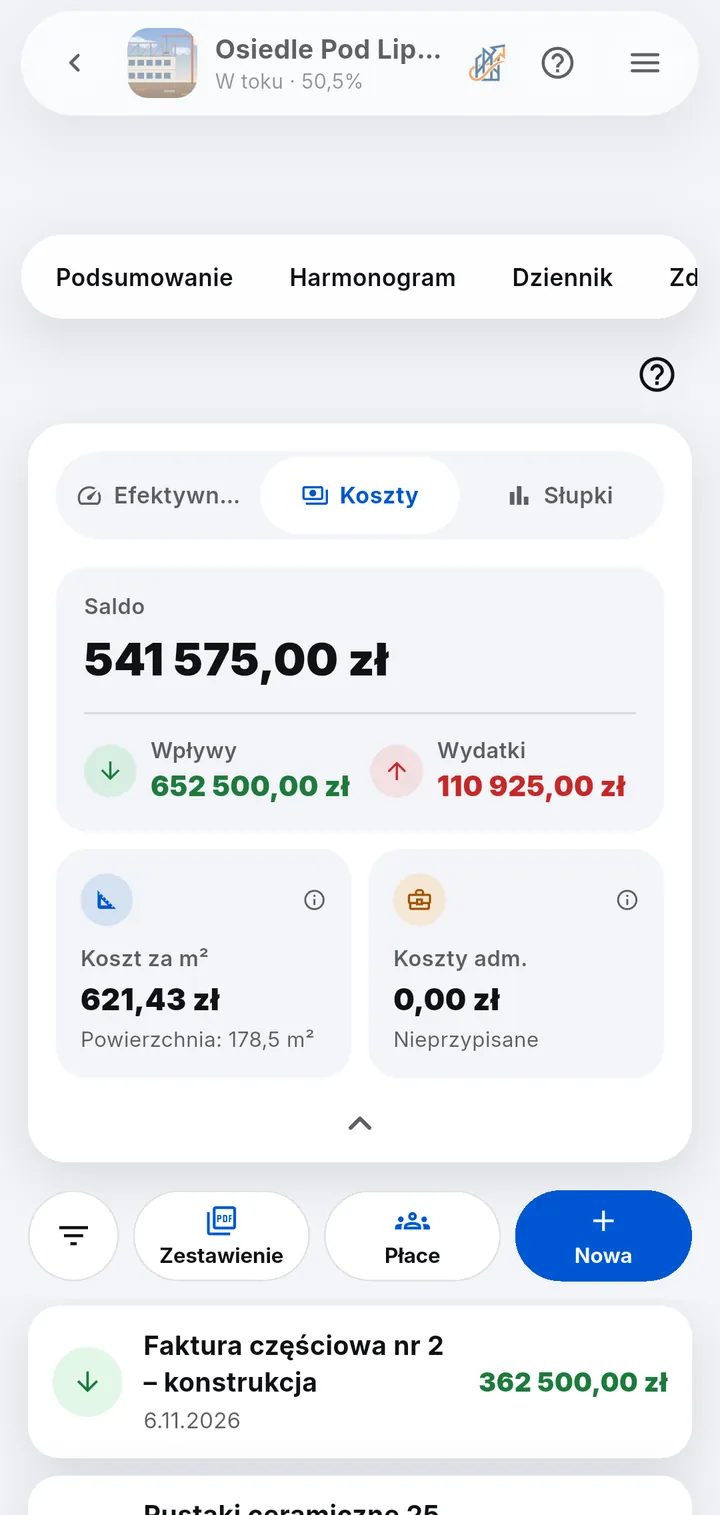 Osiedle Pod Lip...
W toku · 50,5%
Podsumowanie Harmonogram Dziennik Zd
Efektywn... Koszty Słupki
Saldo
541 575,00 zł
Wpływy Wydatki
652 500,00 zł 110 925,00 zł
Koszt za m² Koszty adm.
621,43 zł 0,00 zł
Powierzchnia: 178,5 m² Nieprzypisane
PDF
Zestawienie Płace Nowa
Faktura częściowa nr 2
– konstrukcja
362 500,00 zł
6.11.2026
Pustaki ceramiczne 25